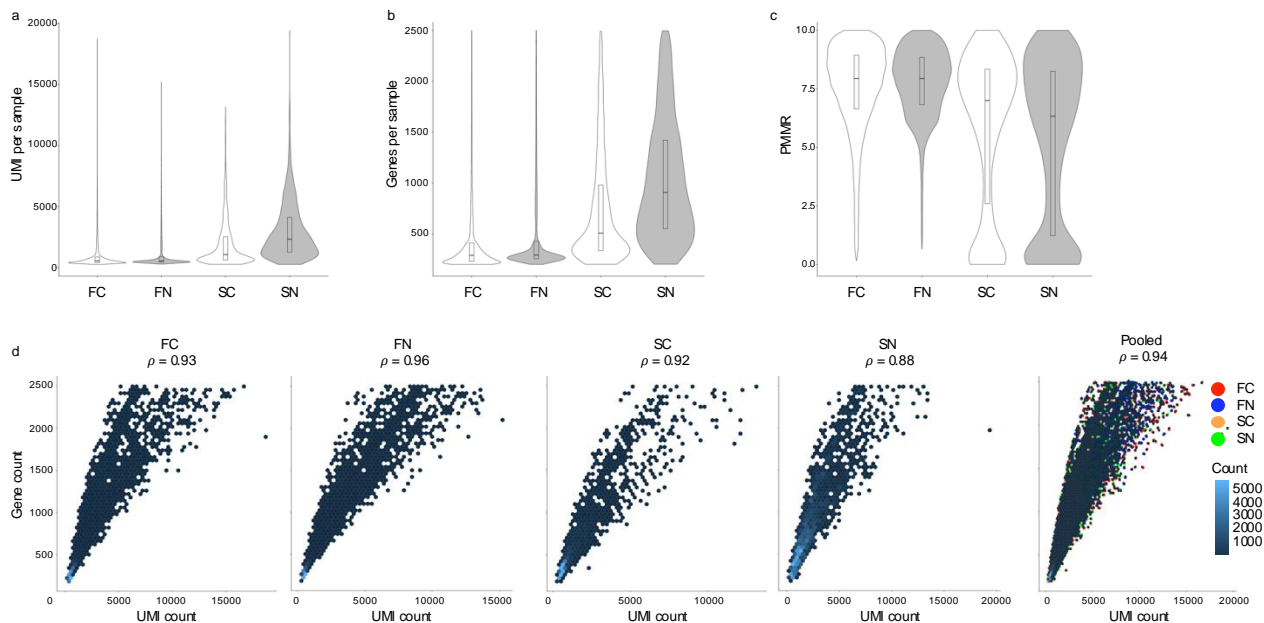 a
UMI per sample
20000
15000
10000
5000
0
FC FN SC SN
b
Genes per sample
2500
2000
1500
1000
500
FC FN SC SN
c
PMMR
10.0
7.5
5.0
2.5
0.0
FC FN SC SN
d
FC
ρ = 0.93
FN
ρ = 0.96
SC
ρ = 0.92
SN
ρ = 0.88
Pooled
ρ = 0.94
Gene count
2500
2000
1500
1000
500
0 5000 10000 15000
UMI count
0 5000 10000 15000
UMI count
0 5000 10000
UMI count
0 5000 10000 15000 20000
UMI count
0 5000 10000 15000 20000
UMI count
FC
FN
SC
SN
Count
5000
4000
3000
2000
1000